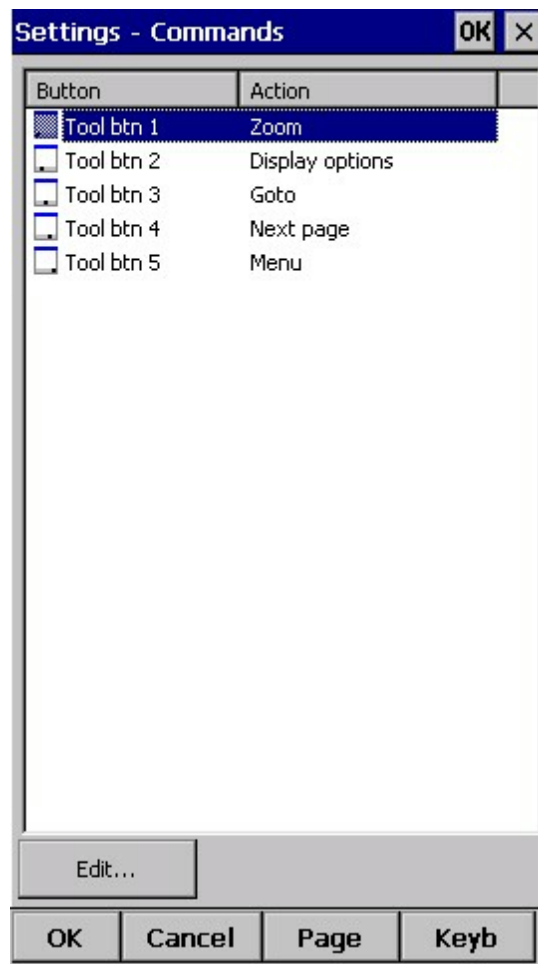 Settings - Commands OK ×
Button Action
Tool btn 1 Zoom
Tool btn 2 Display options
Tool btn 3 Goto
Tool btn 4 Next page
Tool btn 5 Menu
Edit...
OK Cancel Page Keyb